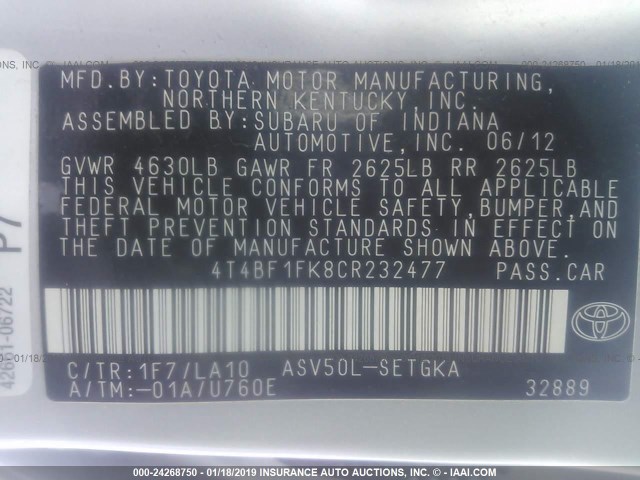 MFD.BY:TOYOTA MOTOR MANUFACTURING,
NORTHERN KENTUCKY, INC.
ASSEMBLED BY:SUBARU OF INDIANA
AUTOMOTIVE,INC. 06/12
GVWR 4630LB GAWR FR 2625LB RR 2625LB
THIS VEHICLE CONFORMS TO ALL APPLICABLE
FEDERAL MOTOR VEHICLE SAFETY,BUMPER,AND
THEFT PREVENTION STANDARDS IN EFFECT ON
THE DATE OF MANUFACTURE SHOWN ABOVE.
4T4BF1FK8CR232477 PASS.CAR
C/TR:1F7/LA10 ASV50L-SETGKA
A/TM:-01A/U760E 32889
TOYOTA
P7
000-24268750 - 01/18/2019 - INSURANCE AUTO AUCTIONS, INC. - IAAI.COM